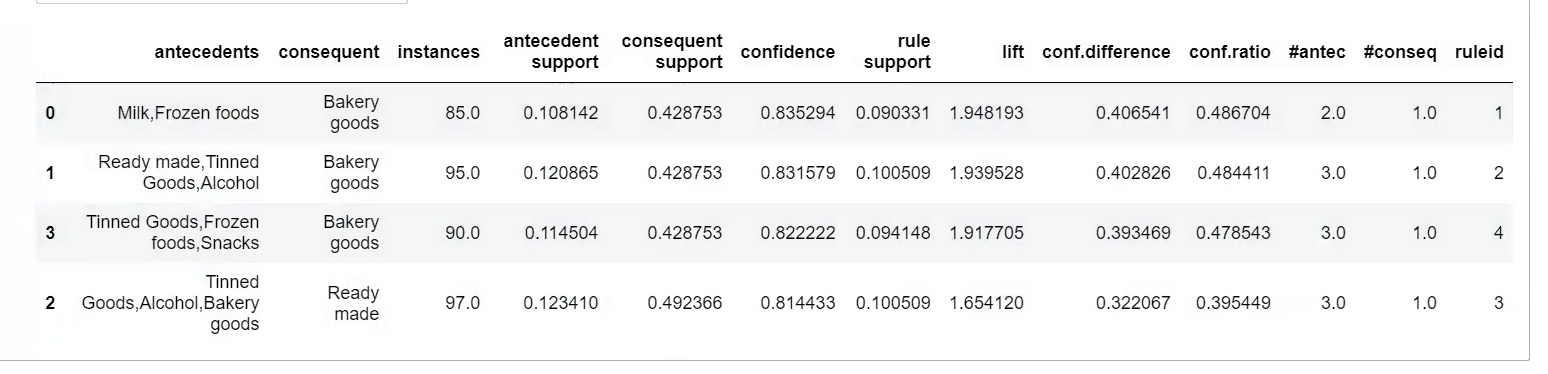 antecedents consequent instances antecedent support consequent support confidence rule support lift conf.difference conf.ratio #antec #conseq ruleid
0 Milk,Frozen foods Bakery goods 85.0 0.108142 0.428753 0.835294 0.090331 1.948193 0.406541 0.486704 2.0 1.0 1
1 Ready made,Tinned Goods,Alcohol Bakery goods 95.0 0.120865 0.428753 0.831579 0.100509 1.939528 0.402826 0.484411 3.0 1.0 2
3 Tinned Goods,Frozen foods,Snacks Bakery goods 90.0 0.114504 0.428753 0.822222 0.094148 1.917705 0.393469 0.478543 3.0 1.0 4
2 Tinned Goods,Alcohol,Bakery goods Ready made 97.0 0.123410 0.492366 0.814433 0.100509 1.654120 0.322067 0.395449 3.0 1.0 3